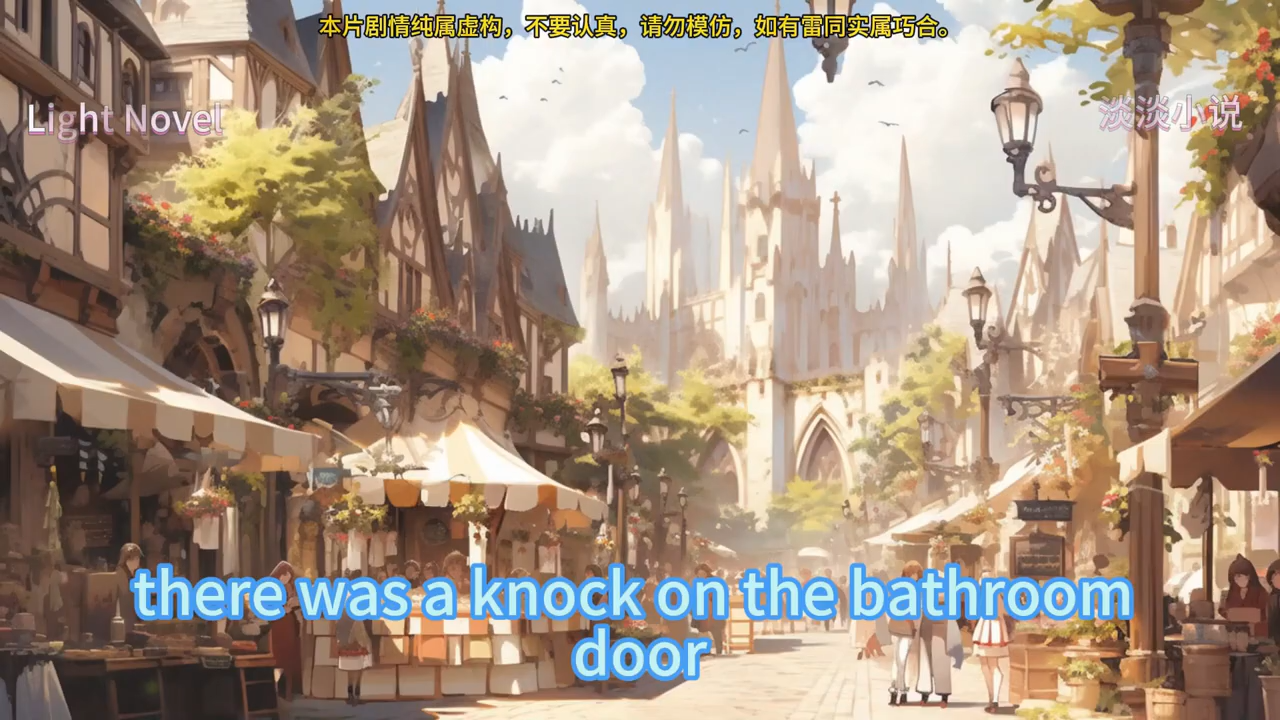 本片剧情纯属虚构，不要认真，请勿模仿，如有雷同实属巧合。
Light Novel
淡淡小说
there was a knock on the bathroom
door